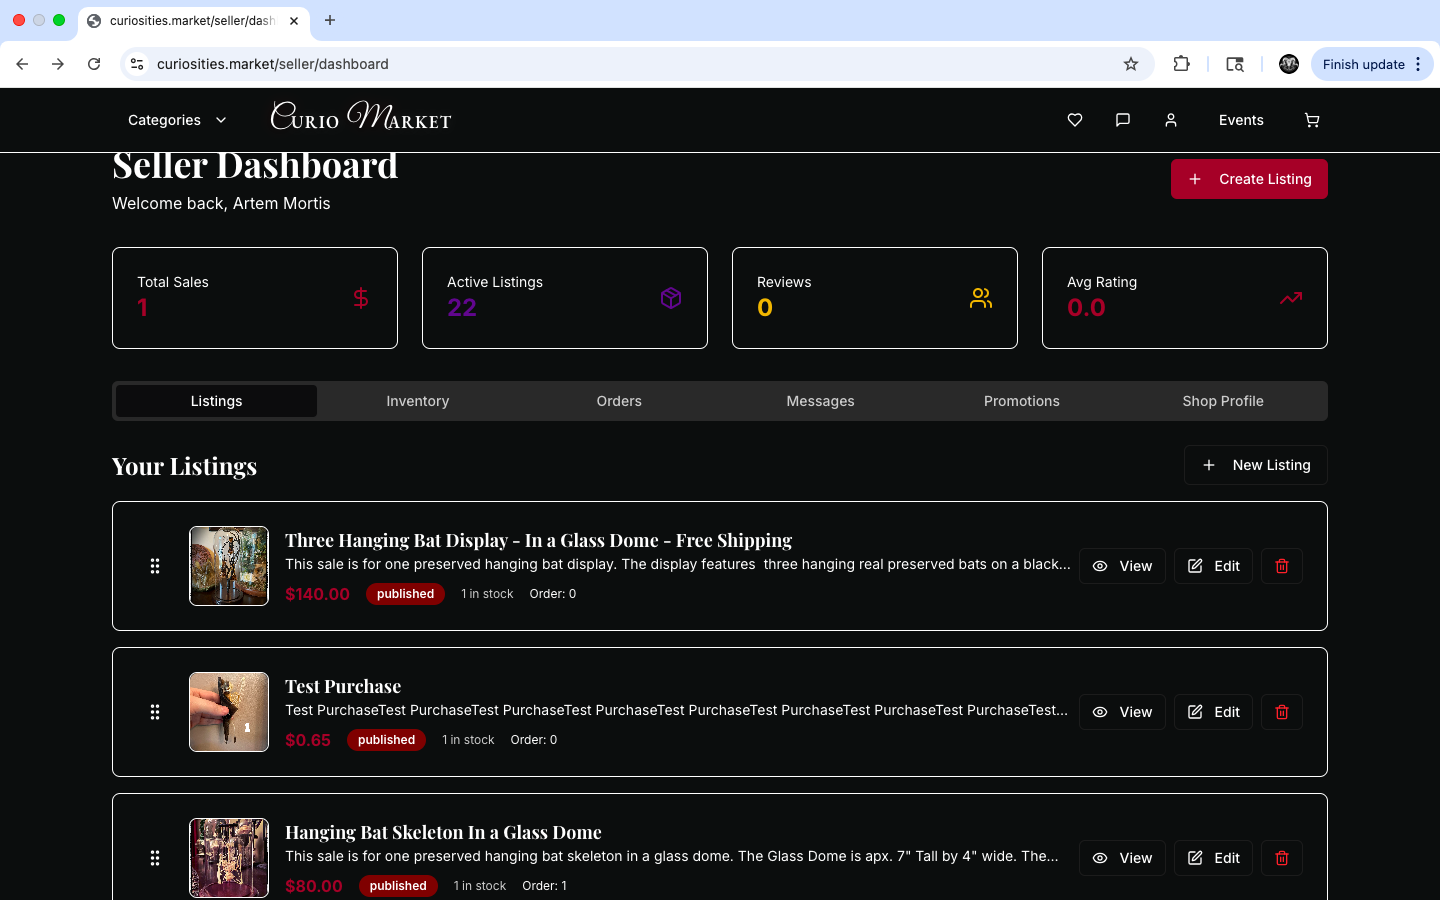 curiosities.market/seller/dash
curiosities.market/seller/dashboard
Finish update
Categories
Curio Market
Events
Seller Dashboard
Welcome back, Artem Mortis
Create Listing
Total Sales
1
Active Listings
22
Reviews
0
Avg Rating
0.0
Listings
Inventory
Orders
Messages
Promotions
Shop Profile
Your Listings
New Listing
Three Hanging Bat Display - In a Glass Dome - Free Shipping
This sale is for one preserved hanging bat display. The display features  three hanging real preserved bats on a black...
$140.00 published 1 in stock Order: 0
View
Edit
Test Purchase
Test PurchaseTest PurchaseTest PurchaseTest PurchaseTest PurchaseTest PurchaseTest PurchaseTest PurchaseTest...
$0.65 published 1 in stock Order: 0
View
Edit
1
Hanging Bat Skeleton In a Glass Dome
This sale is for one preserved hanging bat skeleton in a glass dome. The Glass Dome is apx. 7" Tall by 4" wide. The...
$80.00 published 1 in stock Order: 1
View
Edit